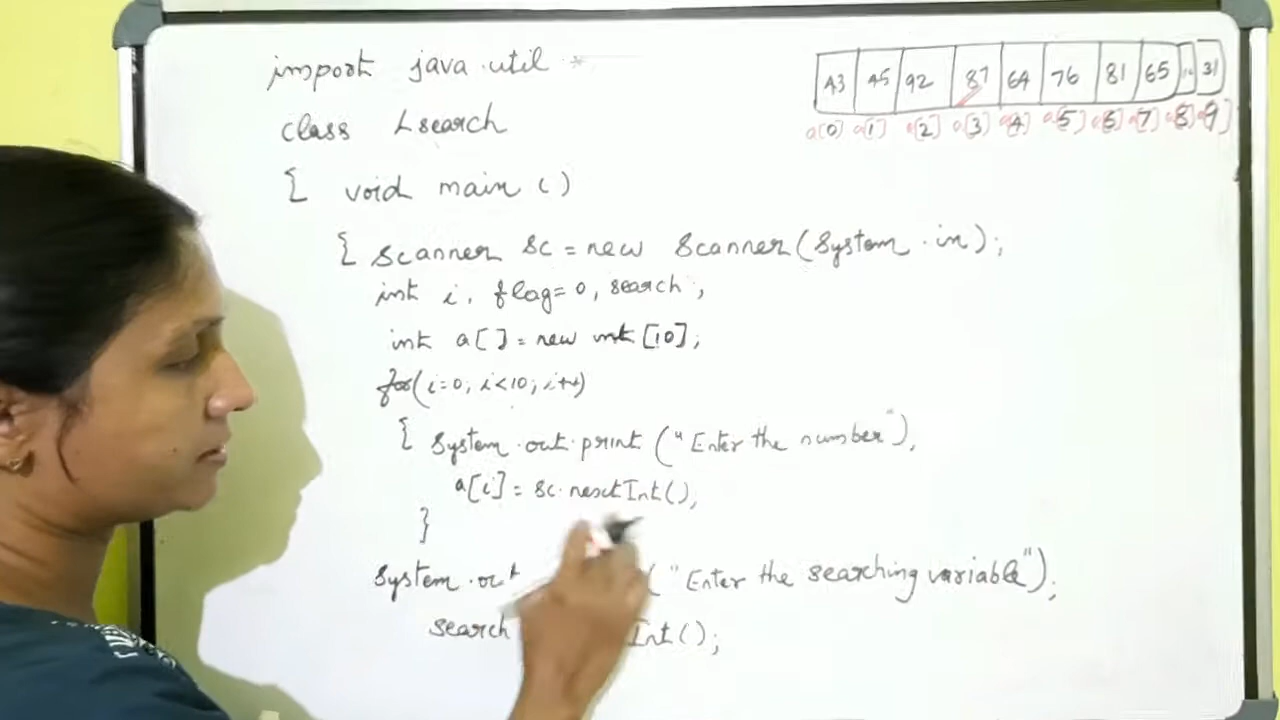 import java.util.*
class Lsearch
{ void main ()
{ Scanner sc = new Scanner(System.in);
int i, flag=0, search;
int a[]=new int[10];
for(i=0; i<10; i++)
{ System.out.print("Enter the number");
a[i] = sc.nextInt();
}
System.out ("Enter the searching variable");
search Int();
43 45 92 87 64 76 81 65 31
a[0] a[1] a[2] a[3] a[4] a[5] a[6] a[7] a[8] a[9]